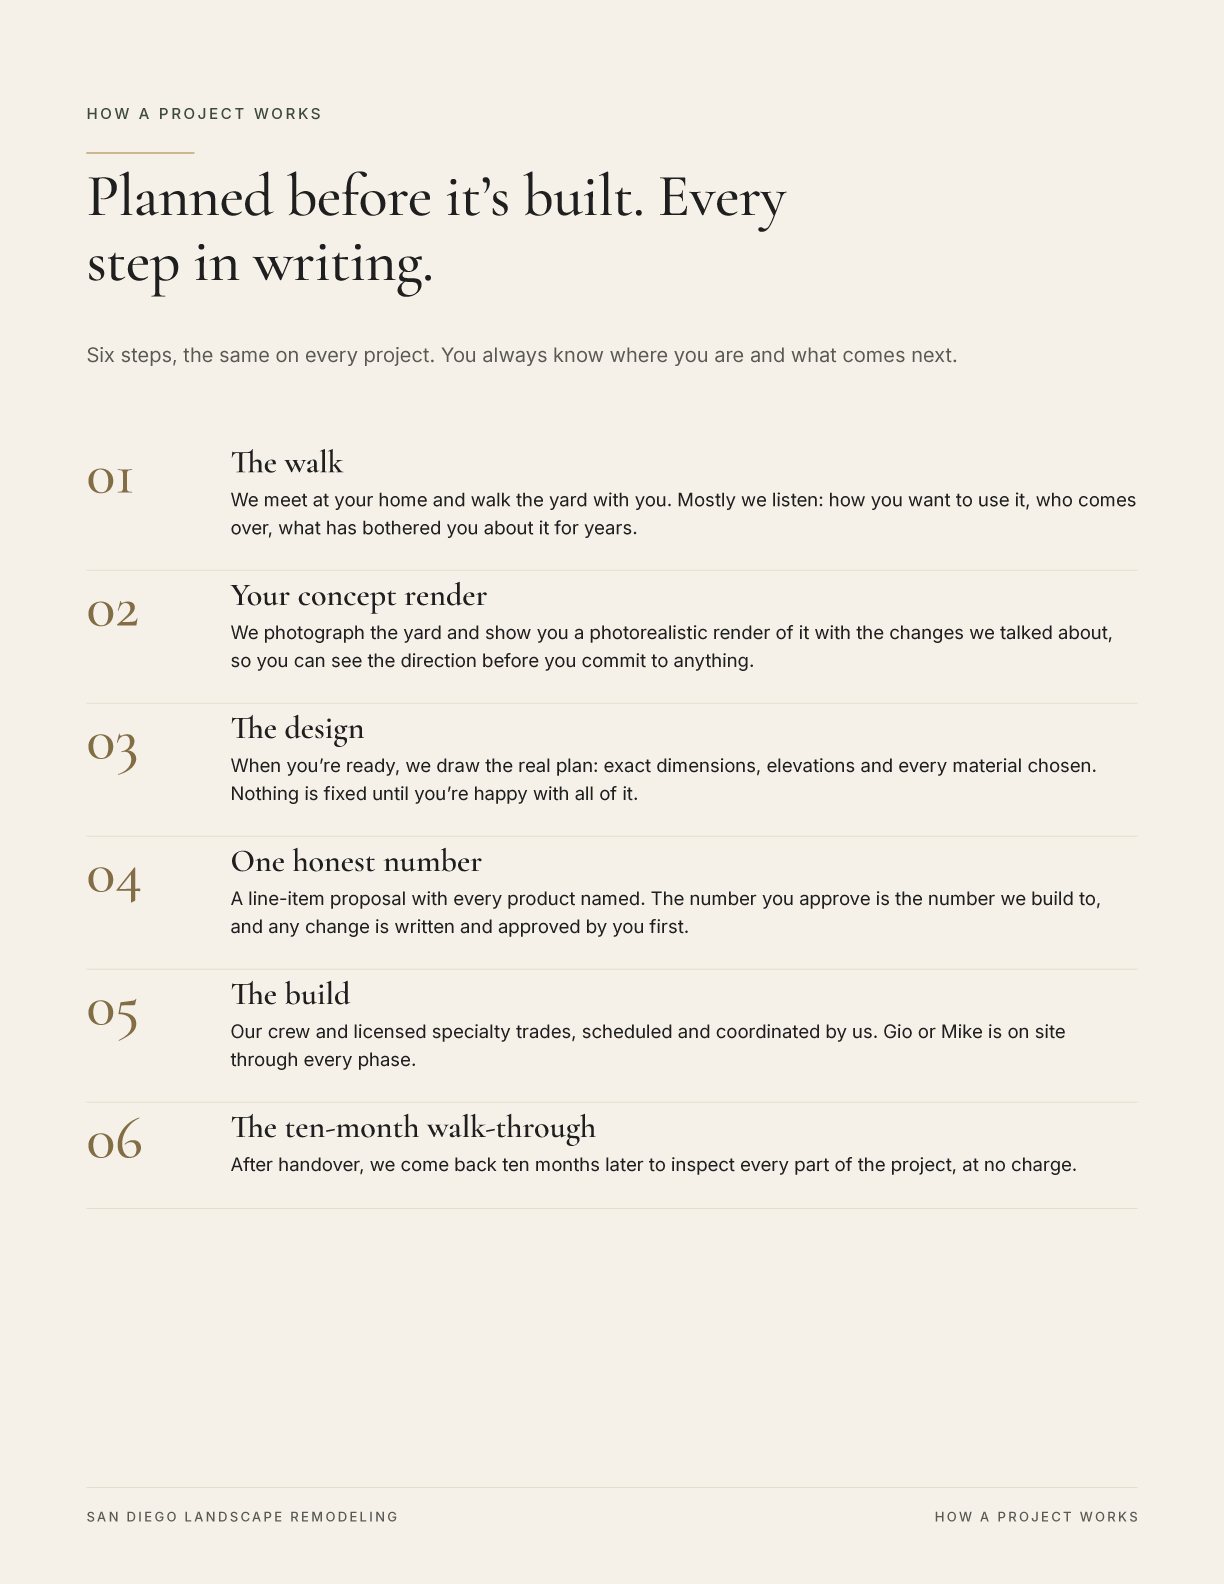 HOW A PROJECT WORKS
Planned before it’s built. Every
step in writing.
Six steps, the same on every project. You always know where you are and what comes next.
01
The walk
We meet at your home and walk the yard with you. Mostly we listen: how you want to use it, who comes
over, what has bothered you about it for years.
02
Your concept render
We photograph the yard and show you a photorealistic render of it with the changes we talked about,
so you can see the direction before you commit to anything.
03
The design
When you’re ready, we draw the real plan: exact dimensions, elevations and every material chosen.
Nothing is fixed until you’re happy with all of it.
04
One honest number
A line-item proposal with every product named. The number you approve is the number we build to,
and any change is written and approved by you first.
05
The build
Our crew and licensed specialty trades, scheduled and coordinated by us. Gio or Mike is on site
through every phase.
06
The ten-month walk-through
After handover, we come back ten months later to inspect every part of the project, at no charge.
SAN DIEGO LANDSCAPE REMODELING
HOW A PROJECT WORKS